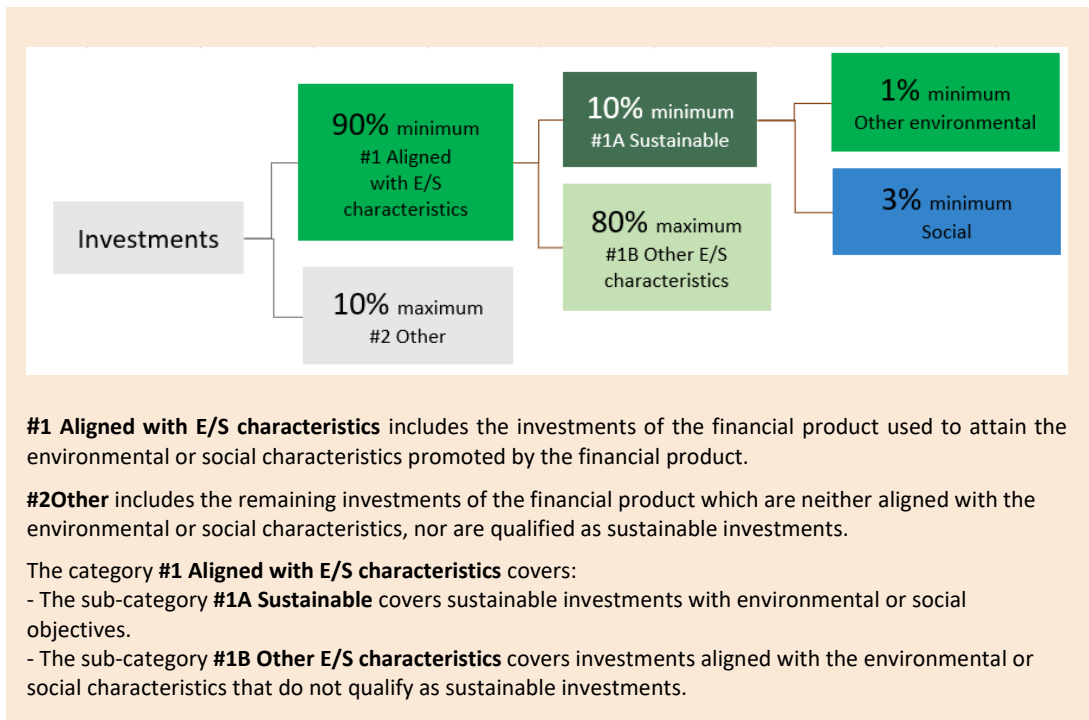 Investments
90% minimum
#1 Aligned
with E/S
characteristics
10% maximum
#2 Other
10% minimum
#1A Sustainable
80% maximum
#1B Other E/S
characteristics
1% minimum
Other environmental
3% minimum
Social
#1 Aligned with E/S characteristics includes the investments of the financial product used to attain the
environmental or social characteristics promoted by the financial product.
#2Other includes the remaining investments of the financial product which are neither aligned with the
environmental or social characteristics, nor are qualified as sustainable investments.
The category #1 Aligned with E/S characteristics covers:
- The sub-category #1A Sustainable covers sustainable investments with environmental or social
objectives.
- The sub-category #1B Other E/S characteristics covers investments aligned with the environmental or
social characteristics that do not qualify as sustainable investments.